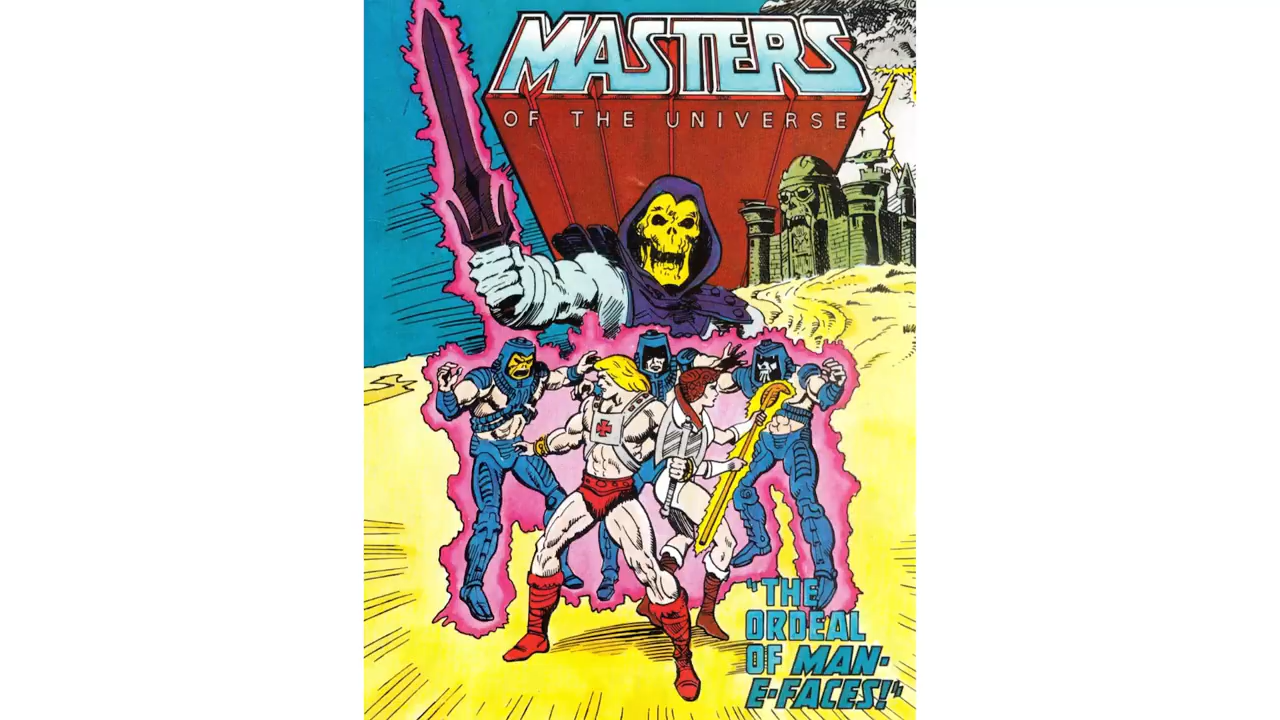 MASTERS
OF THE UNIVERSE
"THE
ORDEAL
OF MAN-
E-FACES!"